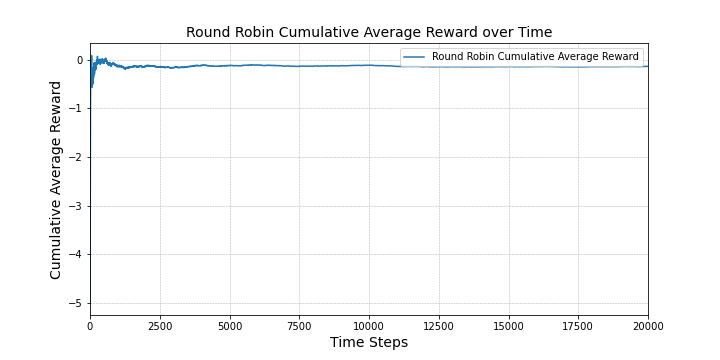 Round Robin Cumulative Average Reward over Time
Round Robin Cumulative Average Reward
Cumulative Average Reward
0
−1
−2
−3
−4
−5
0 2500 5000 7500 10000 12500 15000 17500 20000
Time Steps